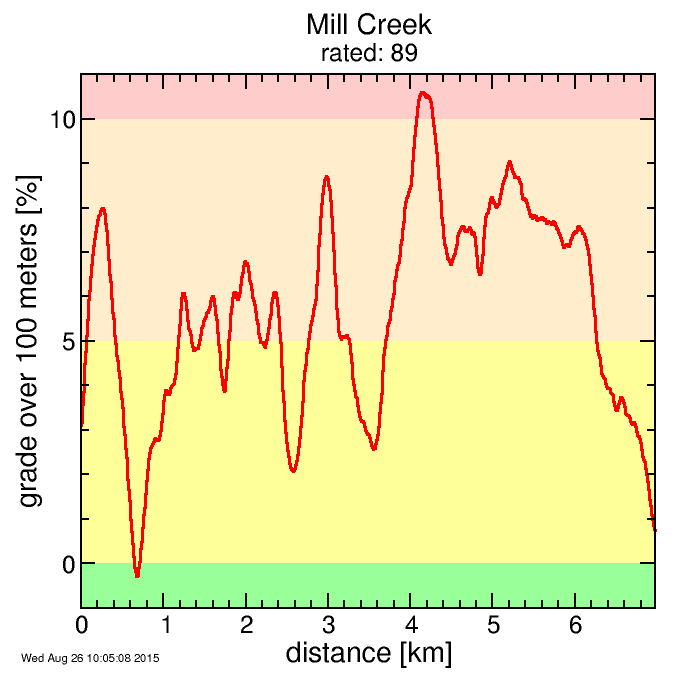 Mill Creek
rated: 89
grade over 100 meters [%]
10
5
0
0 1 2 3 4 5 6
distance [km]
Wed Aug 26 10:05:08 2015